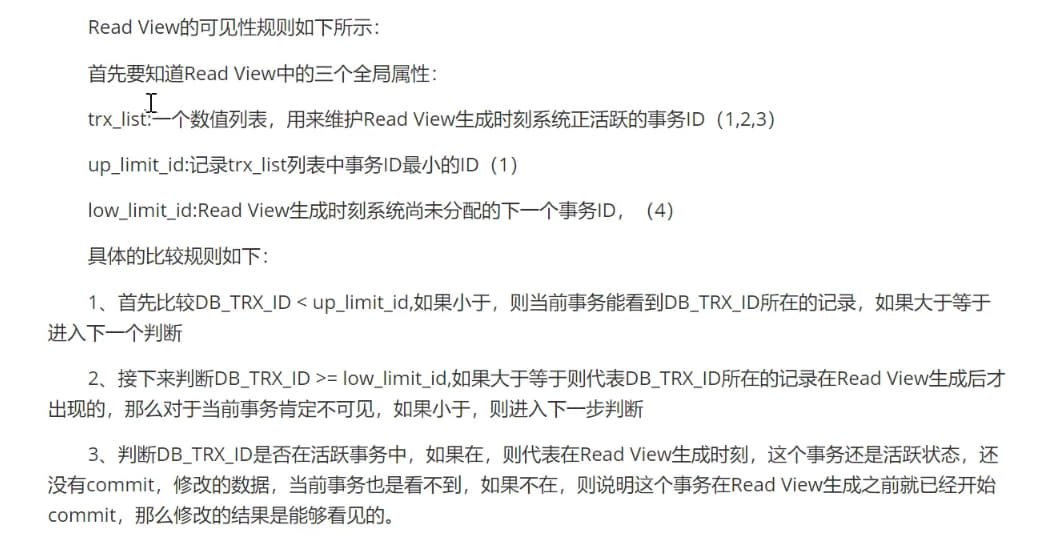 Read View的可见性规则如下所示：
首先要知道Read View中的三个全局属性：
trx_list:一个数值列表，用来维护Read View生成时刻系统正活跃的事务ID（1,2,3）
up_limit_id:记录trx_list列表中事务ID最小的ID（1）
low_limit_id:Read View生成时刻系统尚未分配的下一个事务ID，（4）
具体的比较规则如下：
1、首先比较DB_TRX_ID < up_limit_id,如果小于，则当前事务能看到DB_TRX_ID所在的记录，如果大于等于
进入下一个判断
2、接下来判断DB_TRX_ID >= low_limit_id,如果大于等于则代表DB_TRX_ID所在的记录在Read View生成后才
出现的，那么对于当前事务肯定不可见，如果小于，则进入下一步判断
3、判断DB_TRX_ID是否在活跃事务中，如果在，则代表在Read View生成时刻，这个事务还是活跃状态，还
没有commit，修改的数据，当前事务也是看不到，如果不在，则说明这个事务在Read View生成之前就已经开始
commit，那么修改的结果是能够看见的。